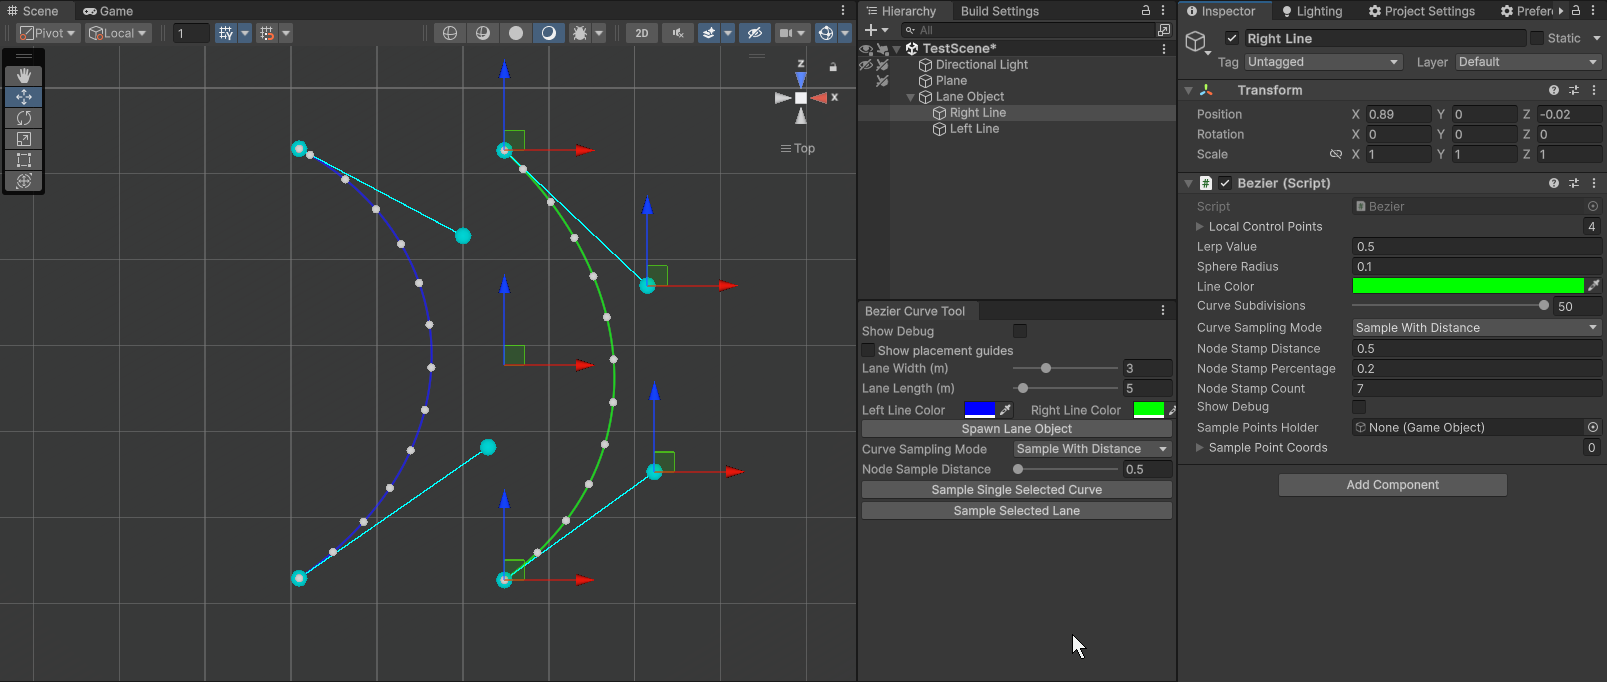 Scene
Game
Pivot
Local
1
2D
z
x
Top
Hierarchy
Build Settings
All
TestScene*
Directional Light
Plane
Lane Object
Right Line
Left Line
Bezier Curve Tool
Show Debug
Show placement guides
Lane Width (m) 3
Lane Length (m) 5
Left Line Color Right Line Color
Spawn Lane Object
Curve Sampling Mode Sample With Distance
Node Sample Distance 0.5
Sample Single Selected Curve
Sample Selected Lane
Inspector
Lighting
Project Settings
Prefer
Right Line Static
Tag Untagged Layer Default
Transform
Position X 0.89 Y 0 Z -0.02
Rotation X 0 Y 0 Z 0
Scale X 1 Y 1 Z 1
# Bezier (Script)
Script Bezier
Local Control Points 4
Lerp Value 0.5
Sphere Radius 0.1
Line Color
Curve Subdivisions 50
Curve Sampling Mode Sample With Distance
Node Stamp Distance 0.5
Node Stamp Percentage 0.2
Node Stamp Count 7
Show Debug
Sample Points Holder None (Game Object)
Sample Point Coords 0
Add Component